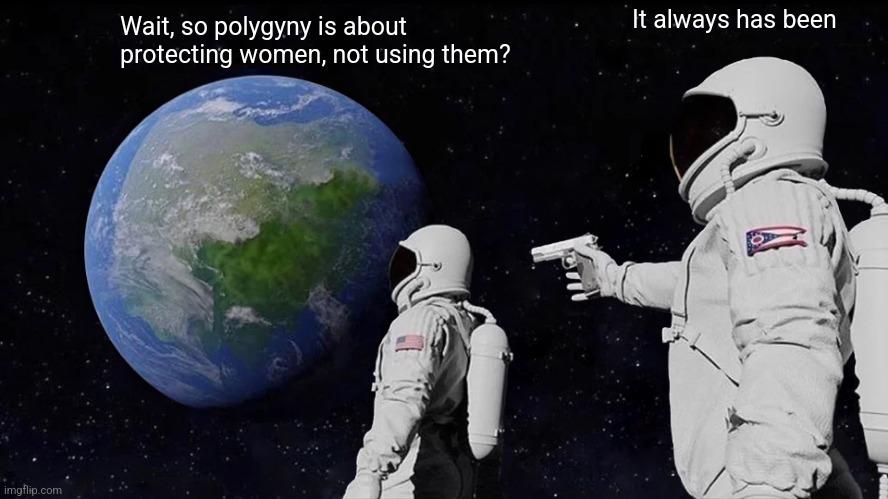 Wait, so polygyny is about
protecting women, not using them?
It always has been
imgflip.com